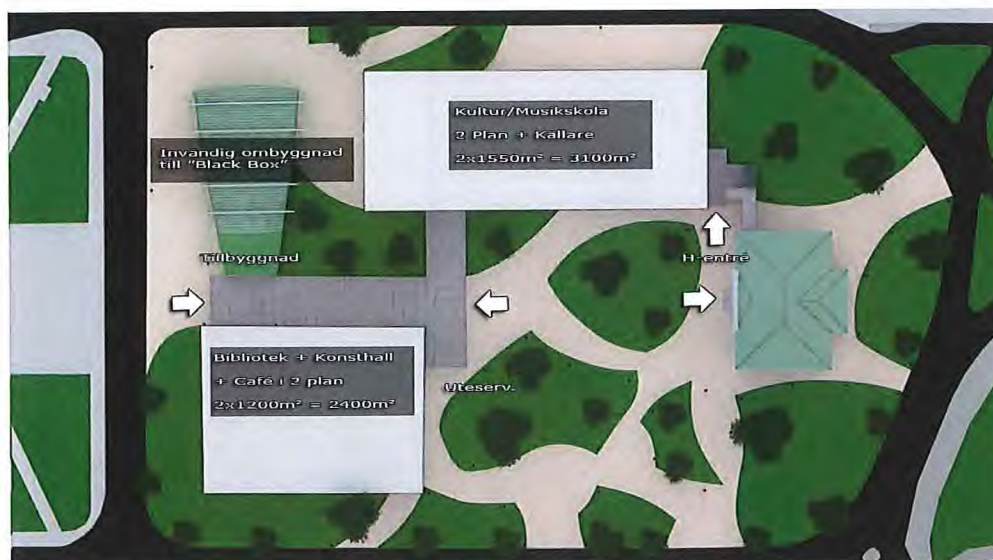 Kultur/Musikskola
2 Plan + Källare
2x1550m² = 3100m²
Invändig ombyggnad
till "Black Box"
Tillbyggnad
H-entré
Bibliotek + Konsthall
+ Café i 2 plan
2x1200m² = 2400m²
Uteserv.